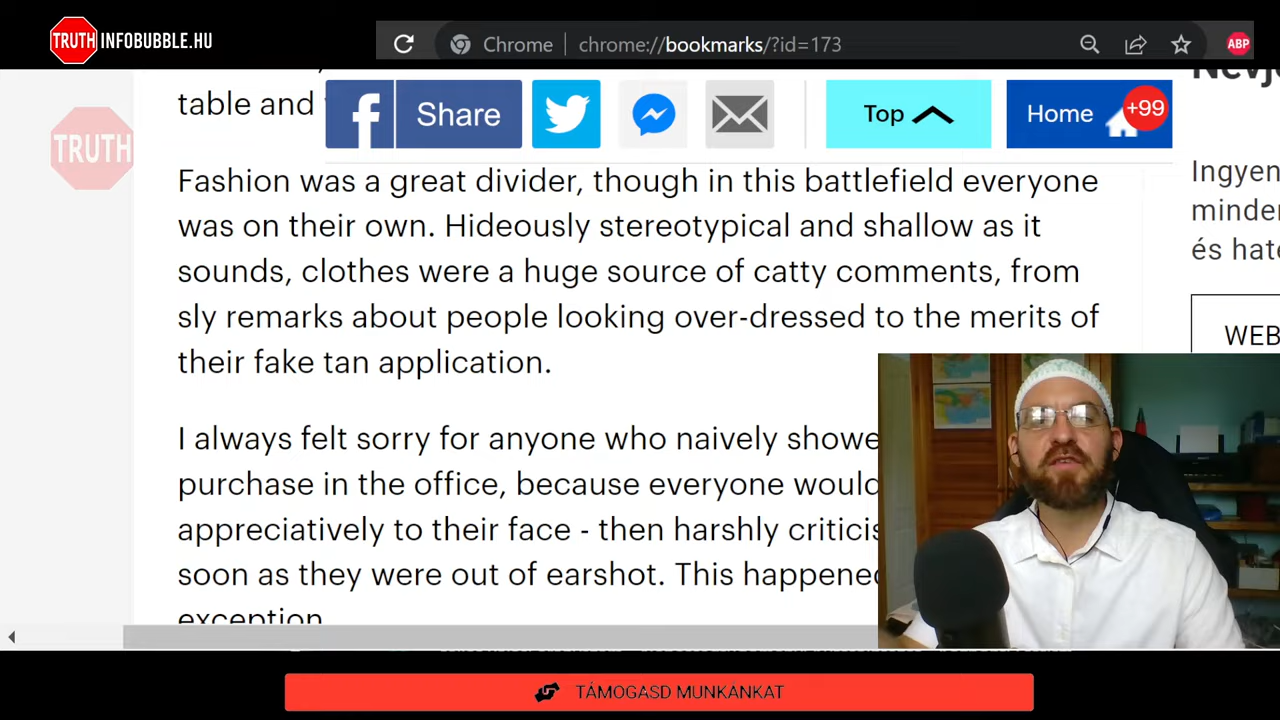 TRUTH INFOBUBBLE.HU
Chrome chrome://bookmarks/?id=173
ABP
table and
Share
Top
Home
+99
TRUTH
Fashion was a great divider, though in this battlefield everyone
was on their own. Hideously stereotypical and shallow as it
sounds, clothes were a huge source of catty comments, from
sly remarks about people looking over-dressed to the merits of
their fake tan application.
I always felt sorry for anyone who naively showe
purchase in the office, because everyone would
appreciatively to their face - then harshly criticis
soon as they were out of earshot. This happened
exception
Ingyen
minden
és hat
WEB
TÁMOGASD MUNKÁNKAT